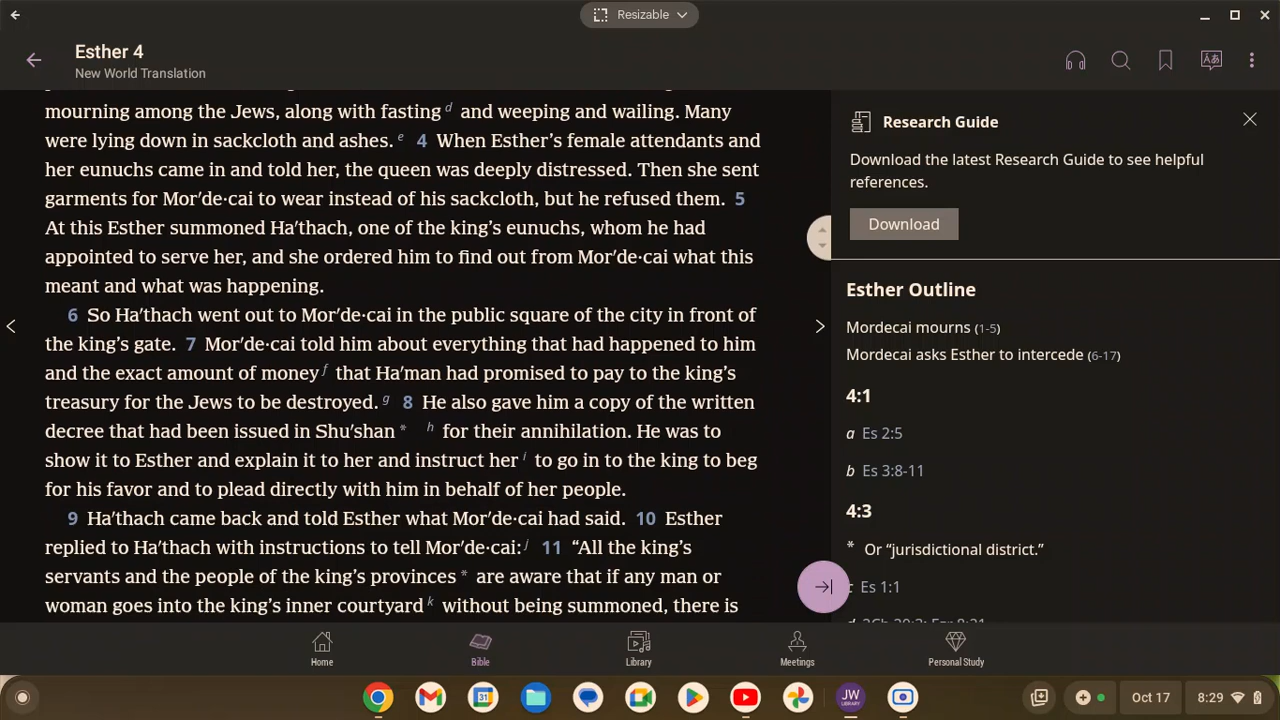 Resizable
Esther 4
New World Translation
mourning among the Jews, along with fasting d and weeping and wailing. Many
were lying down in sackcloth and ashes. e 4 When Esther’s female attendants and
her eunuchs came in and told her, the queen was deeply distressed. Then she sent
garments for Mor′de·cai to wear instead of his sackcloth, but he refused them. 5
At this Esther summoned Ha′thach, one of the king’s eunuchs, whom he had
appointed to serve her, and she ordered him to find out from Mor′de·cai what this
meant and what was happening.
6 So Ha′thach went out to Mor′de·cai in the public square of the city in front of
the king’s gate. 7 Mor′de·cai told him about everything that had happened to him
and the exact amount of money f that Ha′man had promised to pay to the king’s
treasury for the Jews to be destroyed. g 8 He also gave him a copy of the written
decree that had been issued in Shu′shan * h for their annihilation. He was to
show it to Esther and explain it to her and instruct her i to go in to the king to beg
for his favor and to plead directly with him in behalf of her people.
9 Ha′thach came back and told Esther what Mor′de·cai had said. 10 Esther
replied to Ha′thach with instructions to tell Mor′de·cai: j 11 “All the king’s
servants and the people of the king’s provinces * are aware that if any man or
woman goes into the king’s inner courtyard k without being summoned, there is
Research Guide
Download the latest Research Guide to see helpful
references.
Download
Esther Outline
Mordecai mourns (1-5)
Mordecai asks Esther to intercede (6-17)
4:1
a Es 2:5
b Es 3:8-11
4:3
* Or “jurisdictional district.”
c Es 1:1
Home
Bible
Library
Meetings
Personal Study
31
JW
LIBRARY
Oct 17
8:29